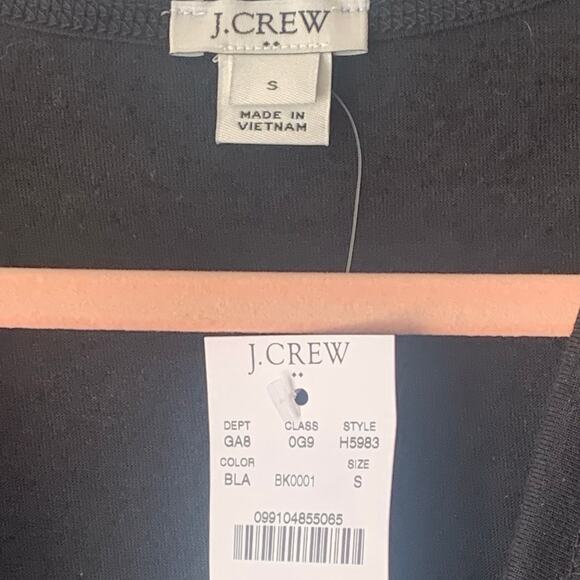 J.CREW
S
MADE IN
VIETNAM
J.CREW
DEPT CLASS STYLE
GA8 0G9 H5983
COLOR SIZE
BLA BK0001 S
099104855065